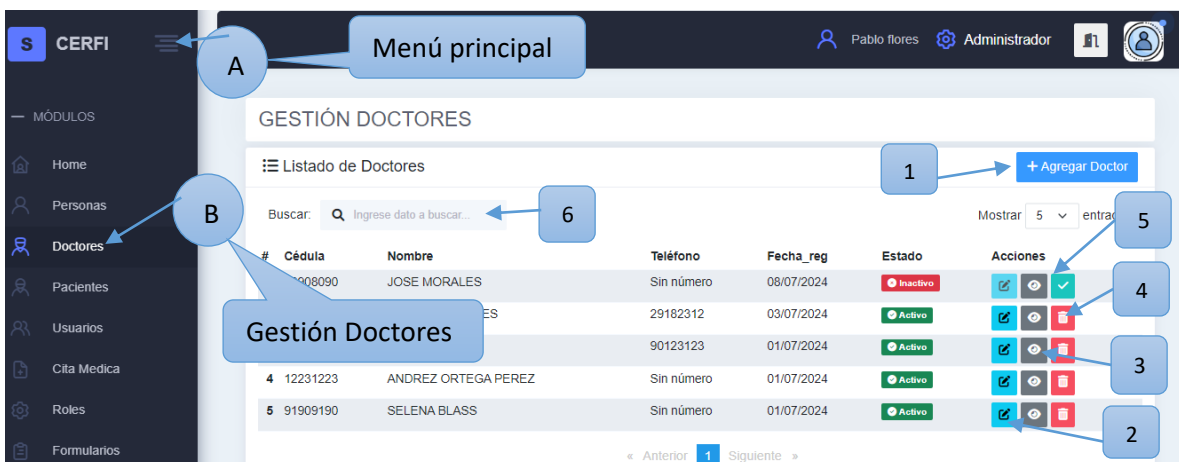 S CERFI
A
Menú principal
Pablo flores Administrador
MÓDULOS
Home
Personas
Doctores
Pacientes
Usuarios
Cita Medica
Roles
Formularios
B
Gestión Doctores
GESTIÓN DOCTORES
Listado de Doctores
1
+ Agregar Doctor
Buscar: Ingrese dato a buscar...
6
Mostrar 5
5
# Cédula Nombre Teléfono Fecha_reg Estado Acciones
JOSE MORALES Sin número 08/07/2024 Inactivo
4
29182312 03/07/2024 Activo
90123123 01/07/2024 Activo
3
4 12231223 ANDREZ ORTEGA PEREZ Sin número 01/07/2024 Activo
5 91909190 SELENA BLASS Sin número 01/07/2024 Activo
2
« Anterior 1 Siguiente »